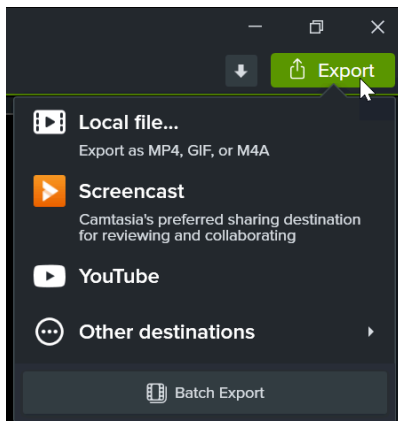 Export
Local file...
Export as MP4, GIF, or M4A
Screencast
Camtasia's preferred sharing destination
for reviewing and collaborating
YouTube
Other destinations
Batch Export